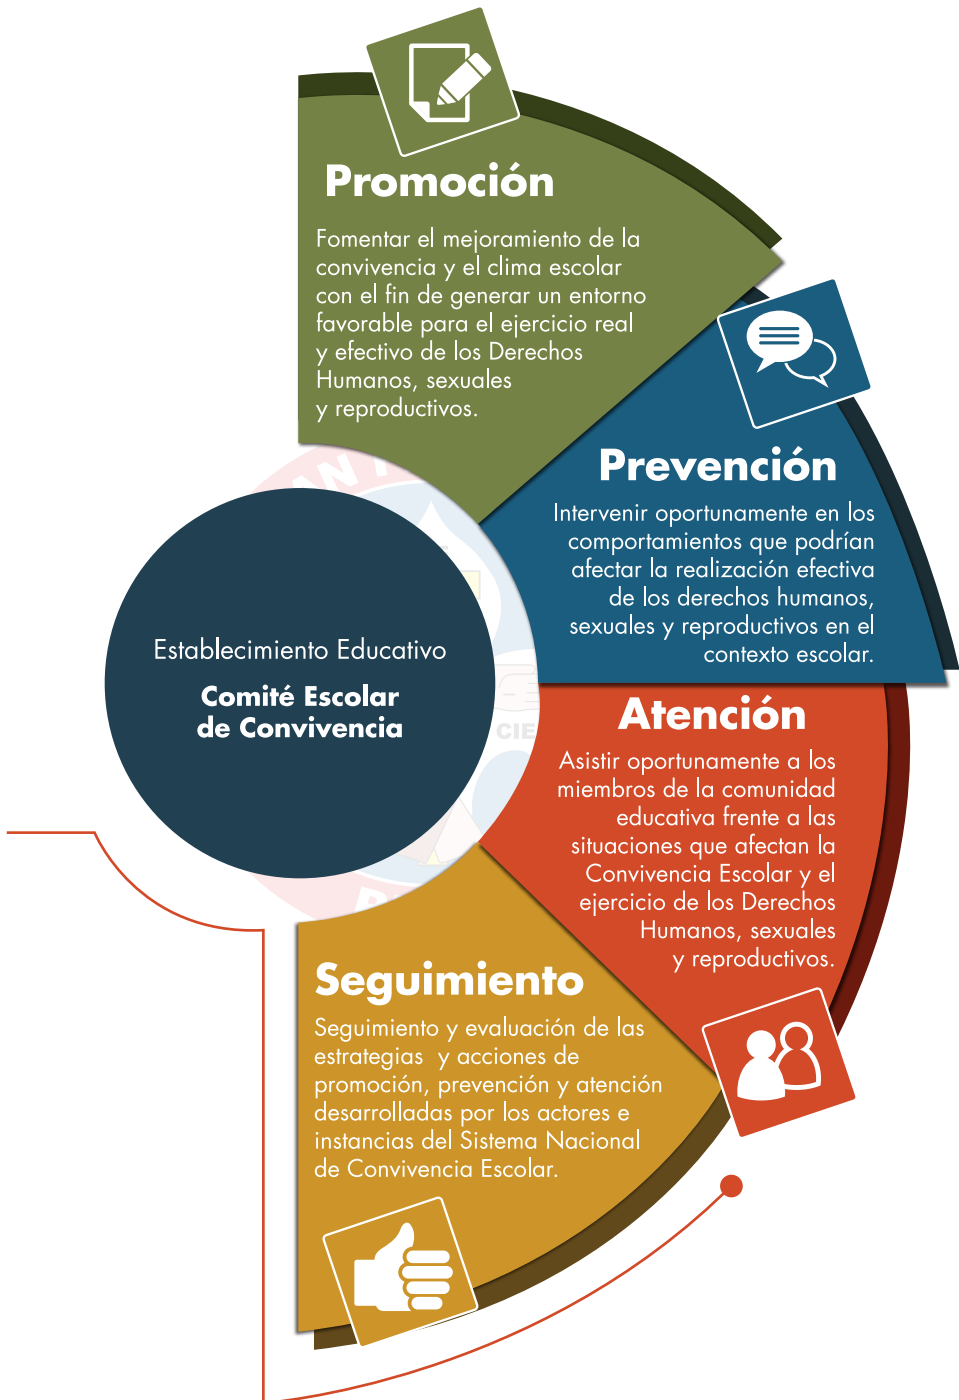 Promoción
Fomentar el mejoramiento de la
convivencia y el clima escolar
con el fin de generar un entorno
favorable para el ejercicio real
y efectivo de los Derechos
Humanos, sexuales
y reproductivos.
Prevención
Intervenir oportunamente en los
comportamientos que podrían
afectar la realización efectiva
de los derechos humanos,
sexuales y reproductivos en el
contexto escolar.
Establecimiento Educativo
Comité Escolar
de Convivencia
Atención
Asistir oportunamente a los
miembros de la comunidad
educativa frente a las
situaciones que afectan la
Convivencia Escolar y el
ejercicio de los Derechos
Humanos, sexuales
y reproductivos.
Seguimiento
Seguimiento y evaluación de las
estrategias y acciones de
promoción, prevención y atención
desarrolladas por los actores e
instancias del Sistema Nacional
de Convivencia Escolar.